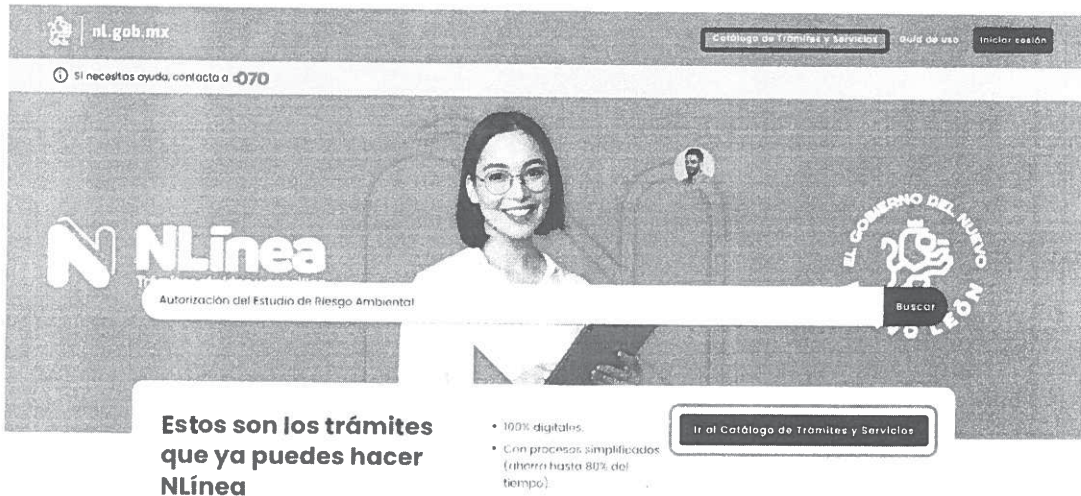 nl.gob.mx
Catálogo de Trámites y Servicios
Guía de uso
Iniciar sesión
Si necesitas ayuda, contacta a 070
NLínea
EL GOBIERNO DEL NUEVO
LEÓN
Autorización del Estudio de Riesgo Ambiental
Buscar
Estos son los trámites
que ya puedes hacer
NLínea
• 100% digitales.
• Con procesos simplificados
(ahorra hasta 80% del
tiempo)
Ir al Catálogo de Trámites y Servicios